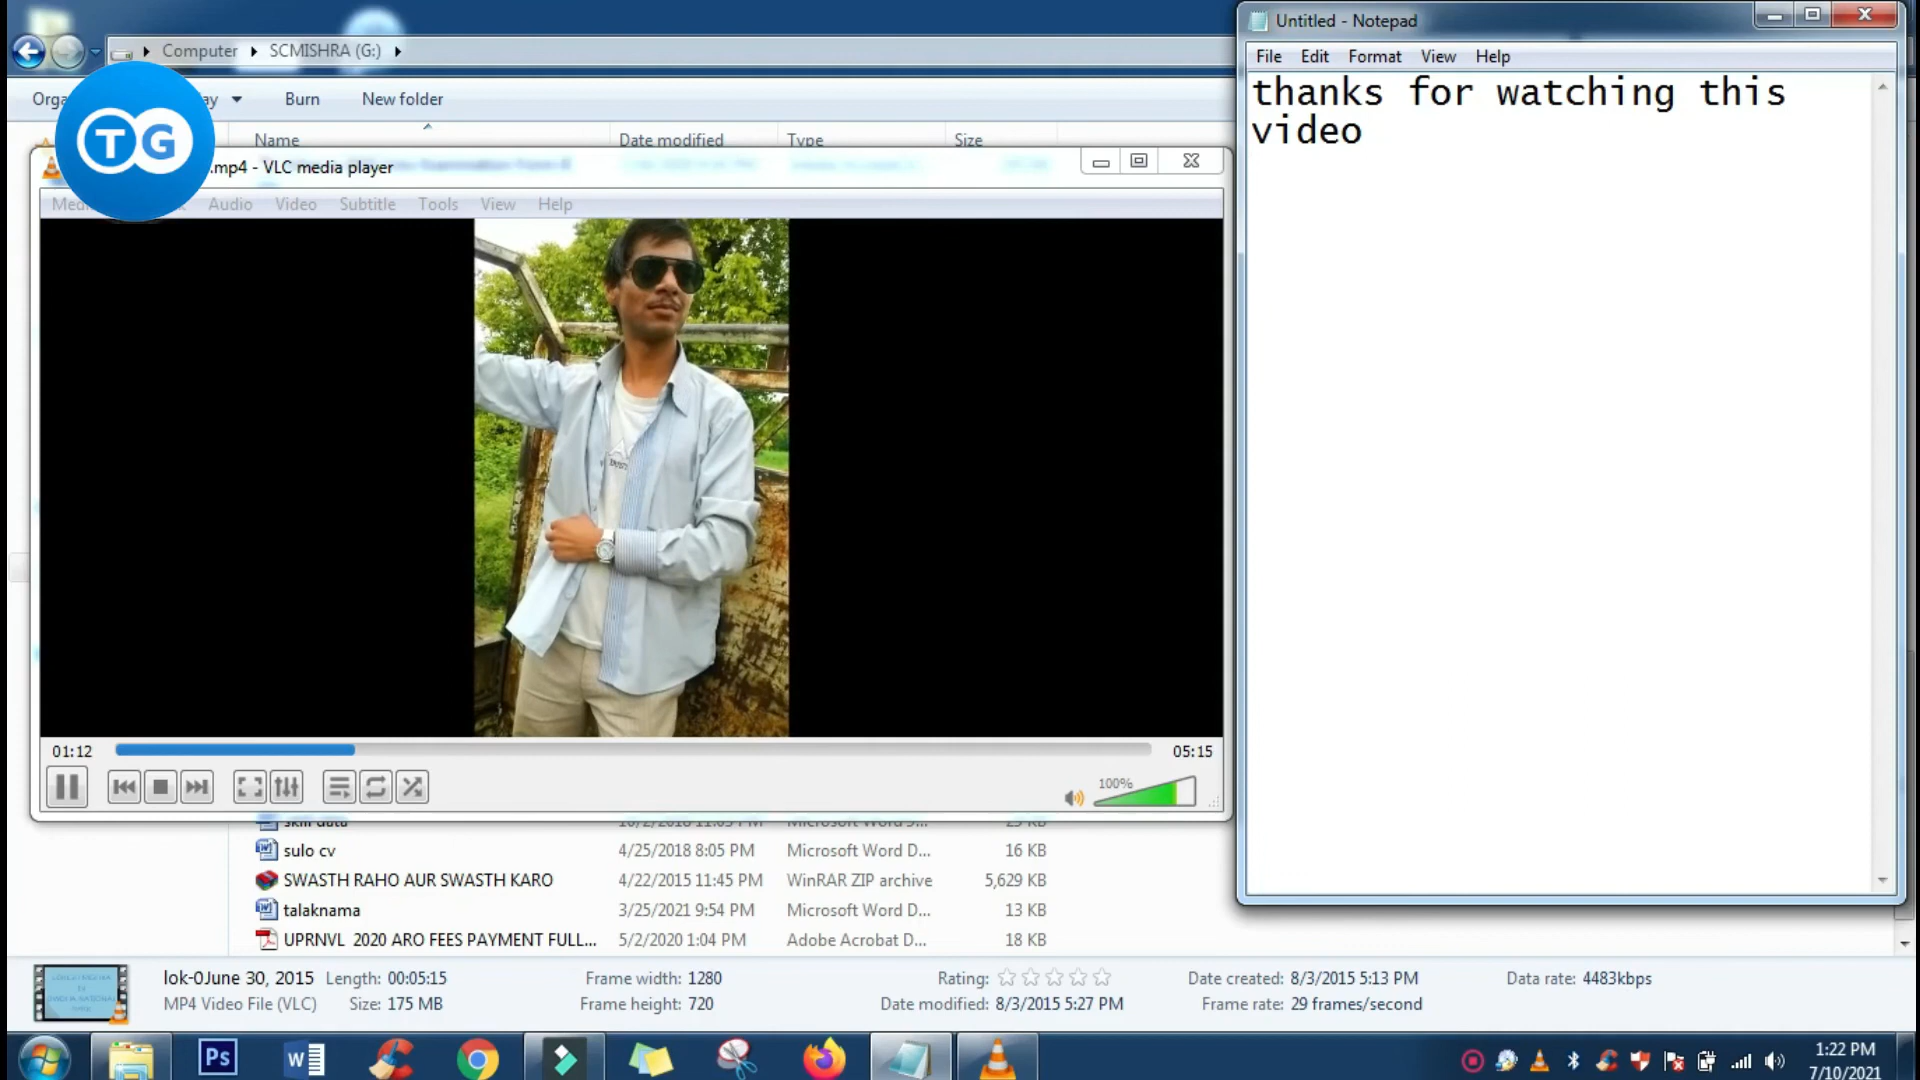 Untitled - Notepad
Computer
SCMISHRA (G:)
File Edit Format View Help
Burn
New folder
thanks for watching this
video
TG
Name Date modified Type Size
.mp4 - VLC media player
Audio Video Subtitle Tools View Help
01:12
05:15
100%
sulo cv 4/25/2018 8:05 PM Microsoft Word D... 16 KB
SWASTH RAHO AUR SWASTH KARO 4/22/2015 11:45 PM WinRAR ZIP archive 5,629 KB
talaknama 3/25/2021 9:54 PM Microsoft Word D... 13 KB
UPRNVL 2020 ARO FEES PAYMENT FULL... 5/2/2020 1:04 PM Adobe Acrobat D... 18 KB
lok-0June 30, 2015 Length: 00:05:15 Frame width: 1280 Rating: Date created: 8/3/2015 5:13 PM Data rate: 4483kbps
MP4 Video File (VLC) Size: 175 MB Frame height: 720 Date modified: 8/3/2015 5:27 PM Frame rate: 29 frames/second
Ps
W
1:22 PM
7/10/2021